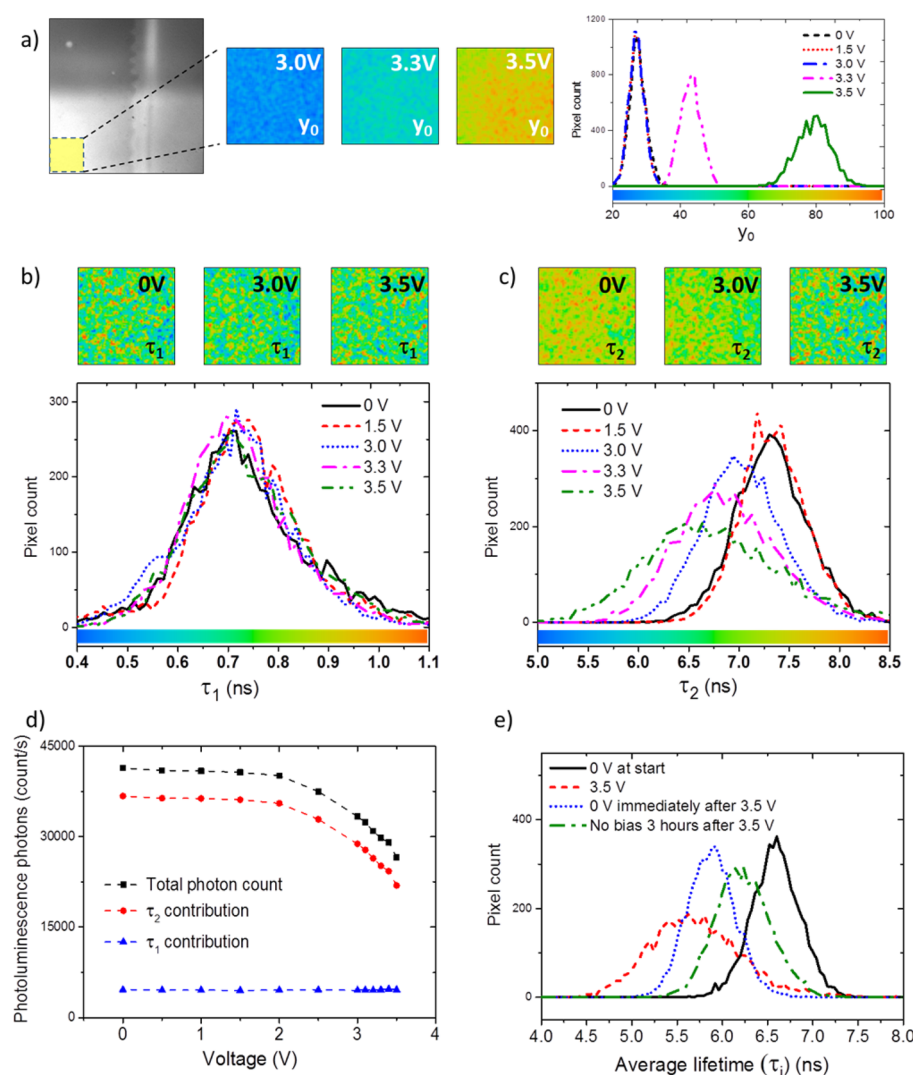 a)
3.0V
y0
3.3V
y0
3.5V
y0
1200
800
400
0
Pixel count
0 V
1.5 V
3.0 V
3.3 V
3.5 V
20 40 60 80 100
y0
b)
0V
τ1
3.0V
τ1
3.5V
τ1
300
200
100
0
Pixel count
0 V
1.5 V
3.0 V
3.3 V
3.5 V
0.4 0.5 0.6 0.7 0.8 0.9 1.0 1.1
τ1 (ns)
c)
0V
τ2
3.0V
τ2
3.5V
τ2
400
200
0
Pixel count
0 V
1.5 V
3.0 V
3.3 V
3.5 V
5.0 5.5 6.0 6.5 7.0 7.5 8.0 8.5
τ2 (ns)
d)
45000
30000
15000
0
Photoluminescence photons (count/s)
Total photon count
τ2 contribution
τ1 contribution
0 1 2 3 4
Voltage (V)
e)
400
200
0
Pixel count
0 V at start
3.5 V
0 V immediately after 3.5 V
No bias 3 hours after 3.5 V
4.0 4.5 5.0 5.5 6.0 6.5 7.0 7.5 8.0
Average lifetime (τi) (ns)